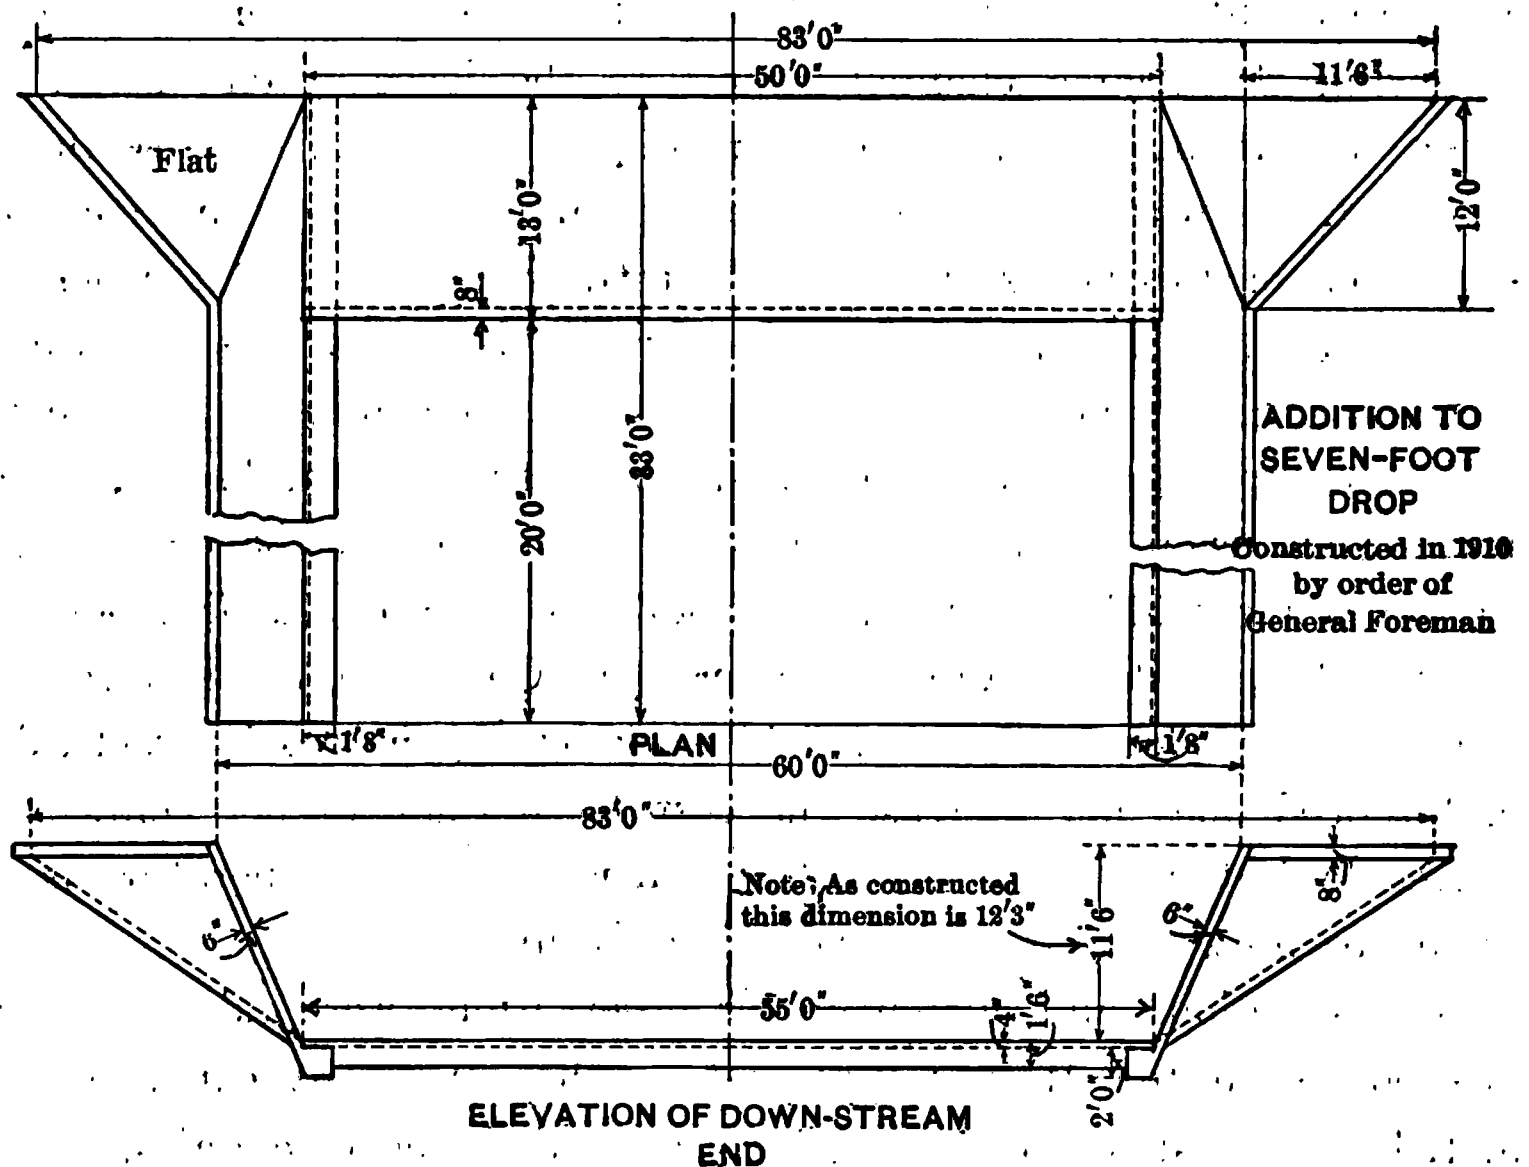 83'0"
50'0"
11'6"
Flat
13'0"
12'0"
8"
33'0"
20'0"
ADDITION TO
SEVEN-FOOT
DROP
Constructed in 1910
by order of
General Foreman
1'8"
PLAN
1'8"
60'0"
83'0"
Note; As constructed
this dimension is 12'3"
11'6"
6"
6"
8"
55'0"
4"
1'6"
2'0"
ELEVATION OF DOWN-STREAM
END